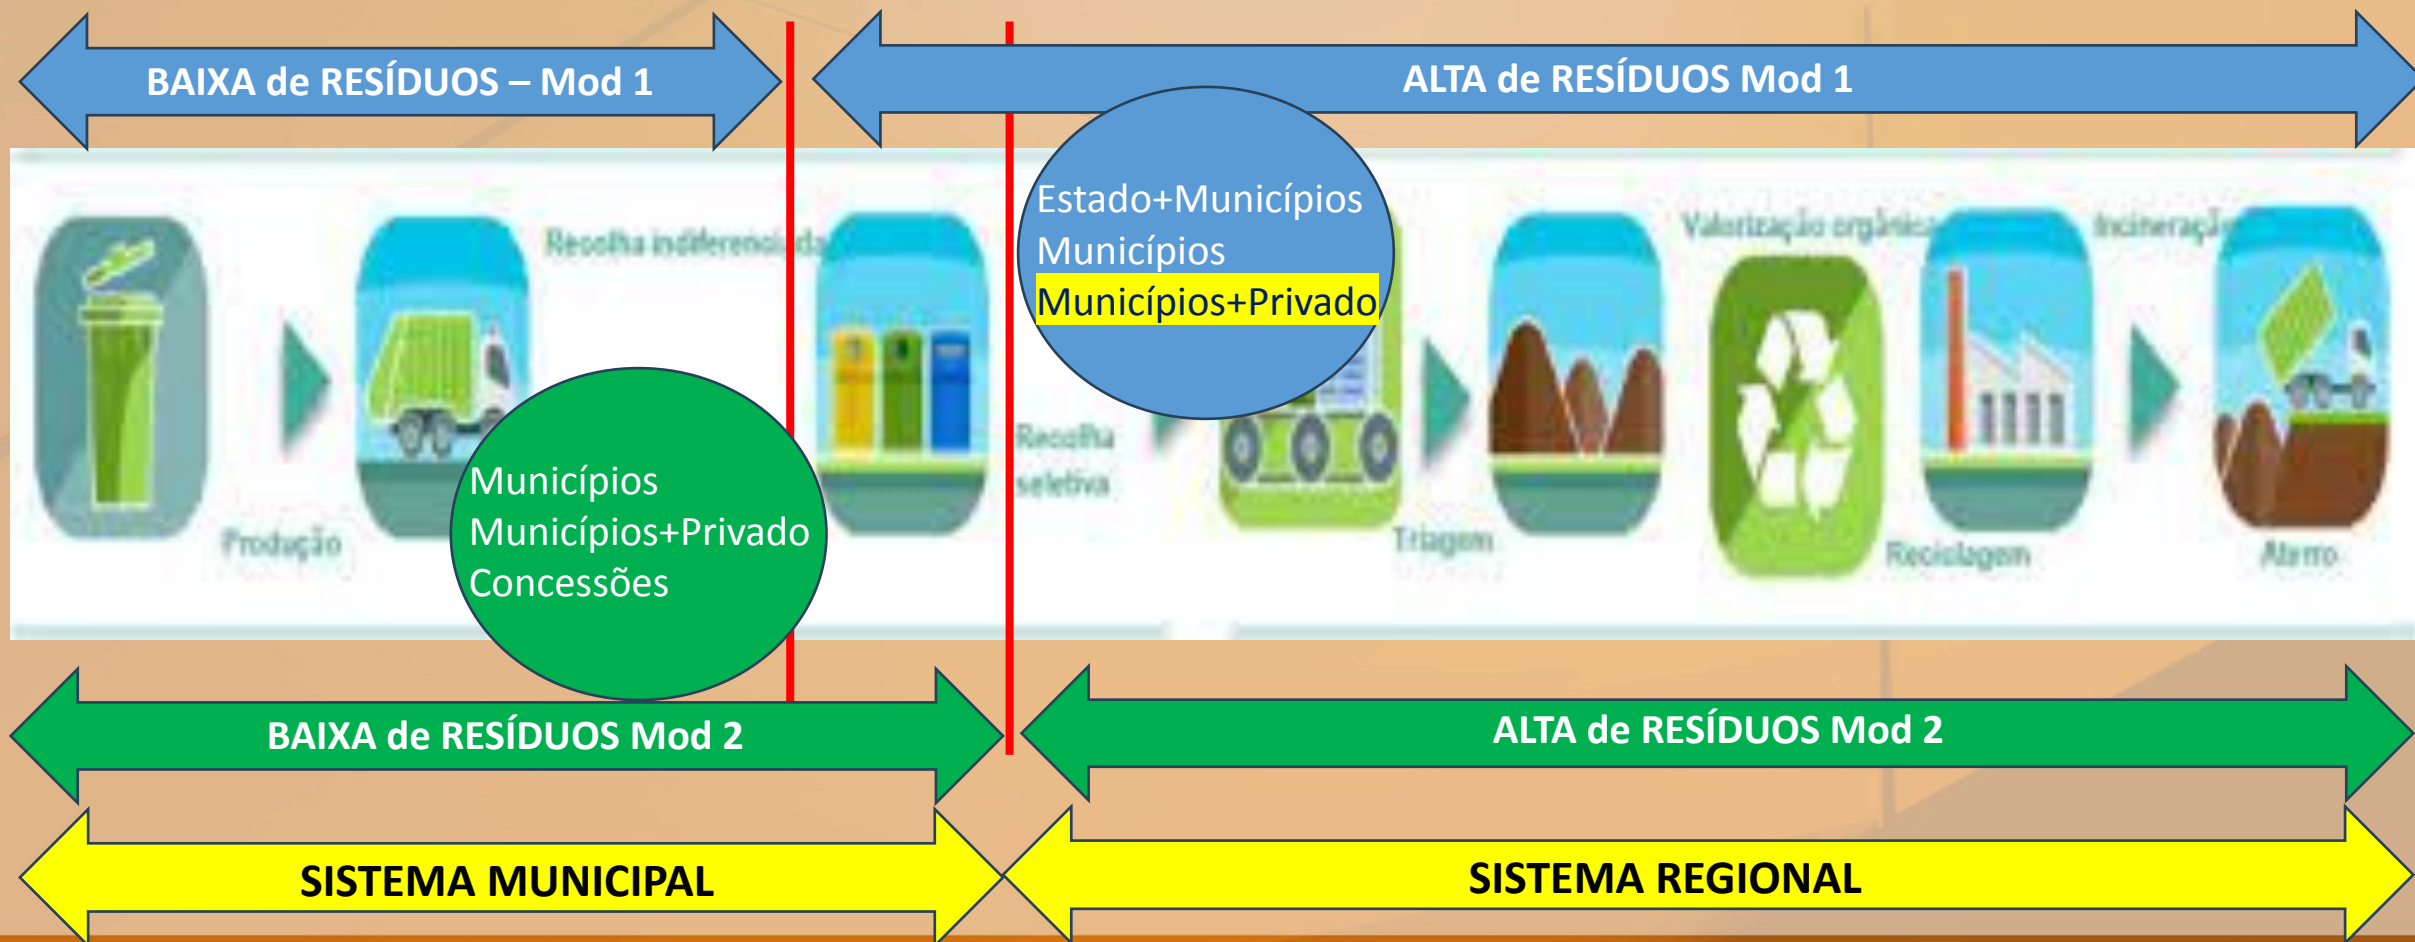 BAIXA de RESÍDUOS – Mod 1
ALTA de RESÍDUOS Mod 1
Estado+Municípios
Municípios
Municípios+Privado
Recolha indiferenciada
Valorização orgânica
Incineração
Recolha
seletiva
Municípios
Municípios+Privado
Concessões
Produção
Triagem
Reciclagem
Aterro
BAIXA de RESÍDUOS Mod 2
ALTA de RESÍDUOS Mod 2
SISTEMA MUNICIPAL
SISTEMA REGIONAL